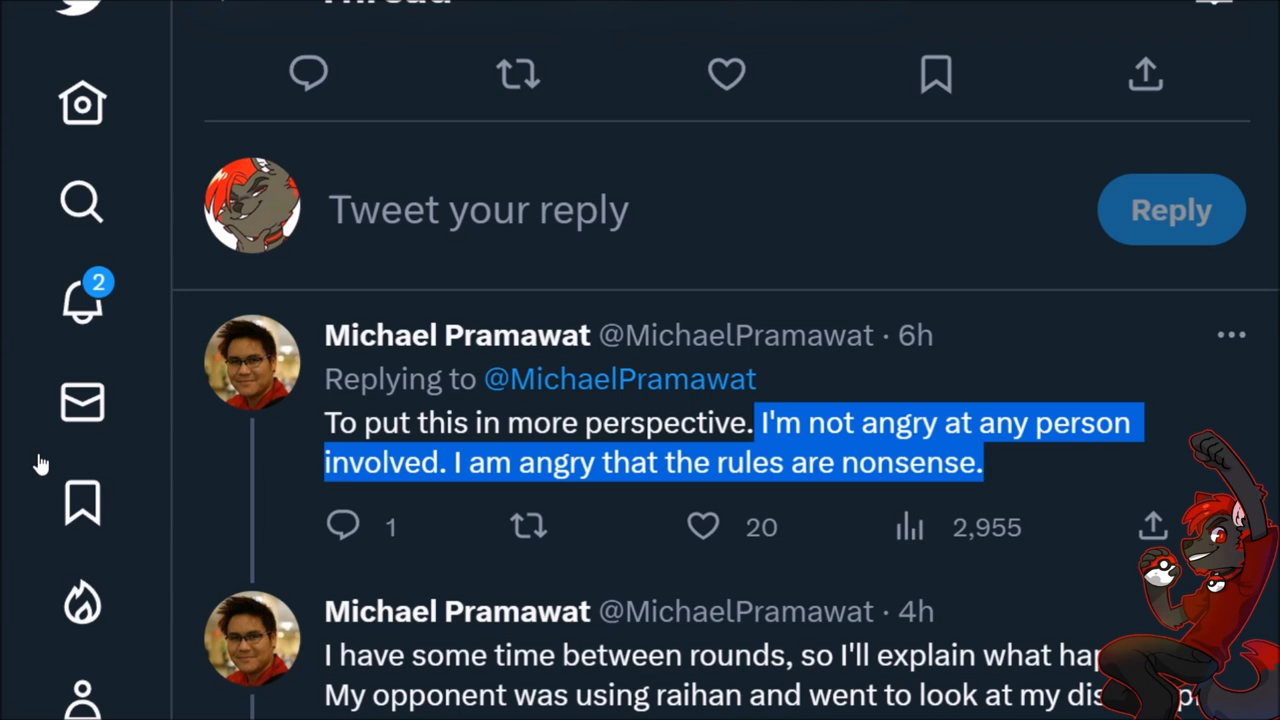 Tweet your reply
Reply
2
Michael Pramawat @MichaelPramawat · 6h
Replying to @MichaelPramawat
To put this in more perspective. I'm not angry at any person
involved. I am angry that the rules are nonsense.
1 20 2,955
Michael Pramawat @MichaelPramawat · 4h
I have some time between rounds, so I'll explain what
My opponent was using raihan and went to look at my